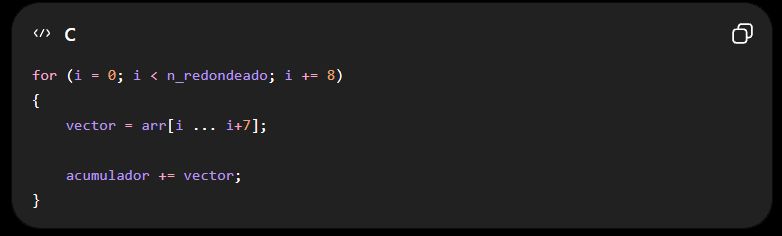 </> C
for (i = 0; i < n_redondeado; i += 8)
{
    vector = arr[i ... i+7];
    acumulador += vector;
}